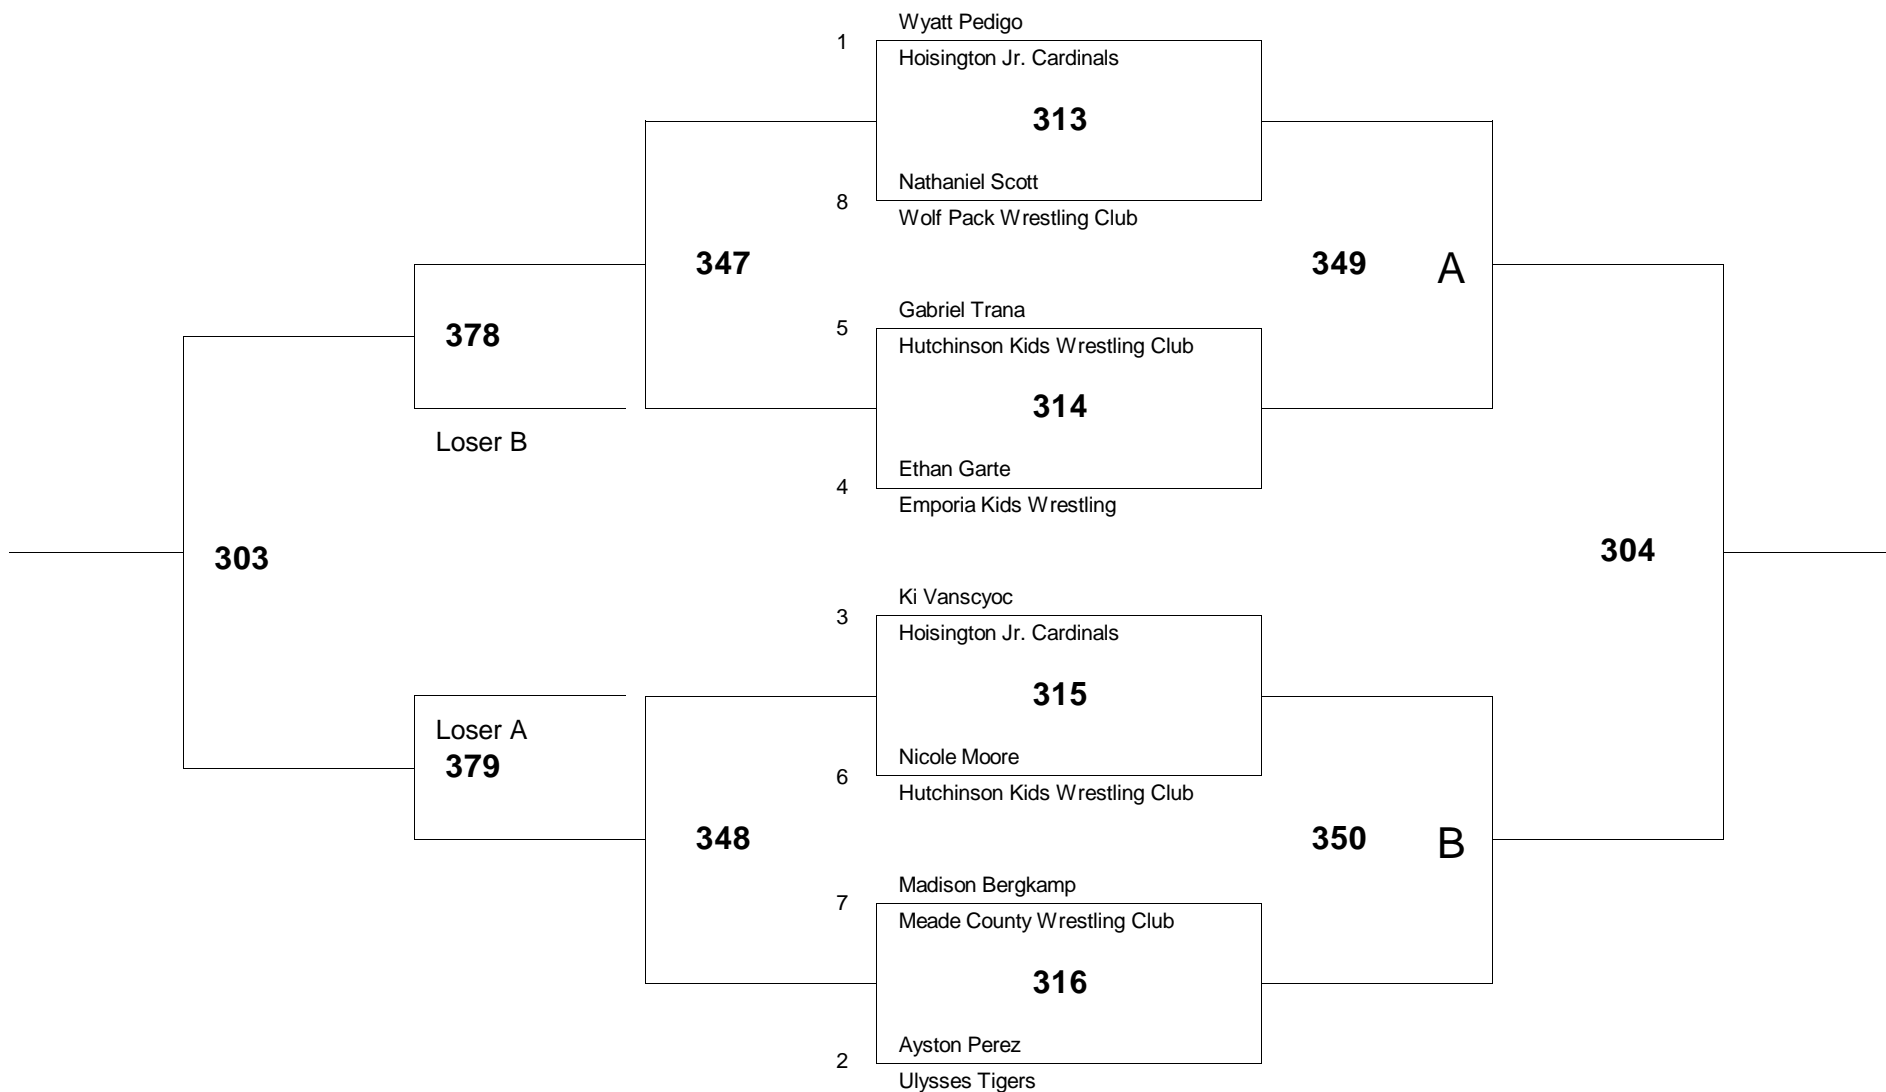 Wyatt Pedigo
1
Hoisington Jr. Cardinals
313
Nathaniel Scott
8
Wolf Pack Wrestling Club
347
349
A
Gabriel Trana
5
378
Hutchinson Kids Wrestling Club
314
Loser B
Ethan Garte
4
Emporia Kids Wrestling
303
304
Ki Vanscyoc
3
Hoisington Jr. Cardinals
315
Loser A
379
Nicole Moore
6
Hutchinson Kids Wrestling Club
348
350
B
Madison Bergkamp
7
Meade County Wrestling Club
316
Ayston Perez
2
Ulysses Tigers